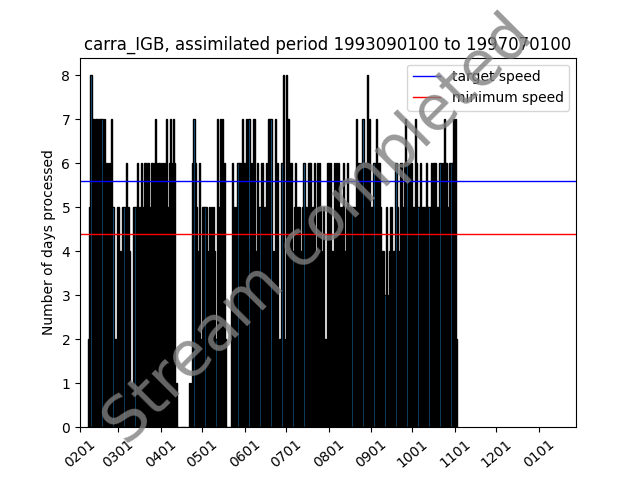 carra_IGB, assimilated period 1993090100 to 1997070100
target speed
minimum speed
Stream completed
Number of days processed
8
7
6
5
4
3
2
1
0
0201 0301 0401 0501 0601 0701 0801 0901 1001 1101 1201 0101